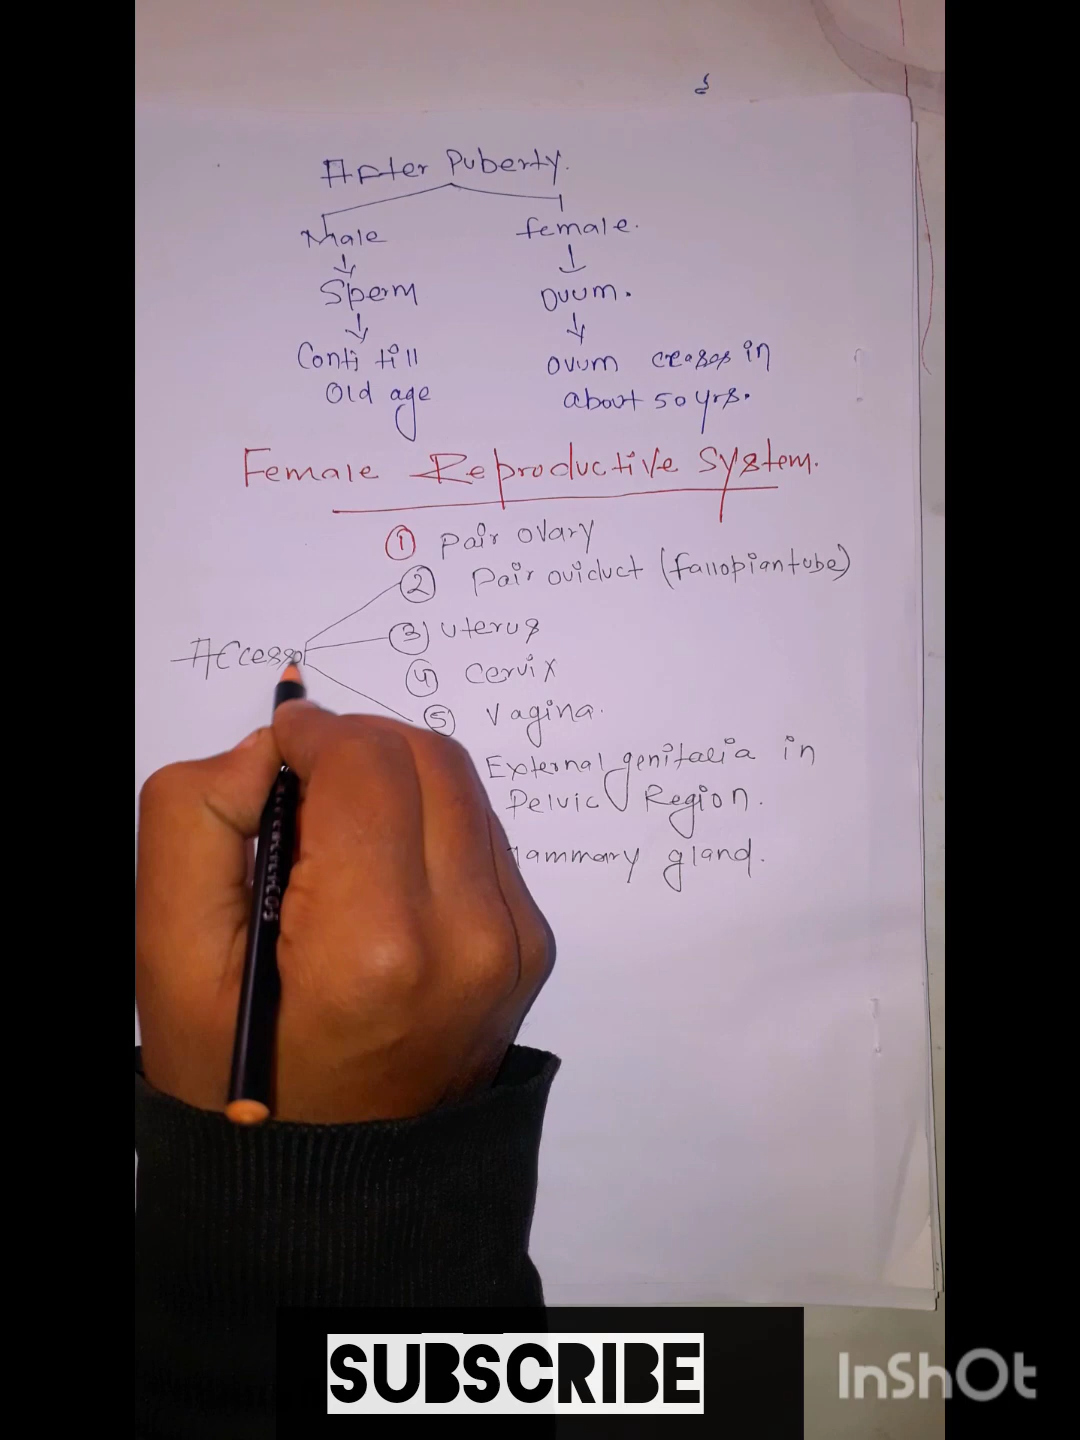 After Puberty.
Male female.
Sperm Ovum.
Conti till ovum ceases in
Old age about 50 yrs.
Female Reproductive System.
① Pair ovary
② Pair oviduct (fallopian tube)
③ Uterus
Accesso
④ Cervix
⑤ Vagina.
External genitalia in
Pelvic Region.
ammary gland.
SUBSCRIBE
InShOt